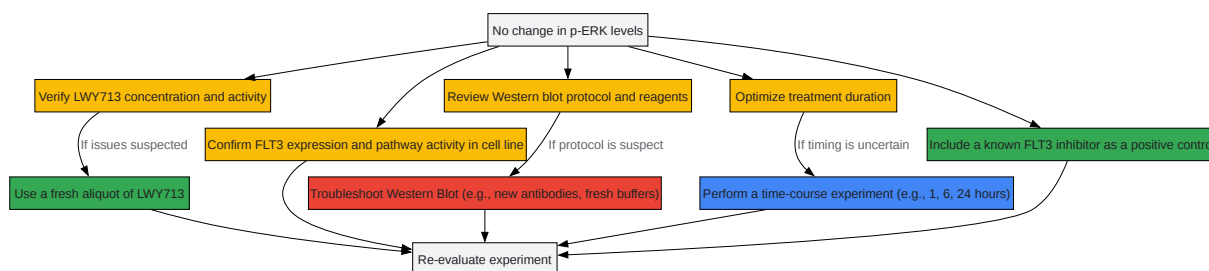 No change in p-ERK levels
Verify LWY713 concentration and activity
Review Western blot protocol and reagents
Optimize treatment duration
If issues suspected
Confirm FLT3 expression and pathway activity in cell line
If protocol is suspect
If timing is uncertain
Include a known FLT3 inhibitor as a positive contro
Use a fresh aliquot of LWY713
Troubleshoot Western Blot (e.g., new antibodies, fresh buffers)
Perform a time-course experiment (e.g., 1, 6, 24 hours)
Re-evaluate experiment